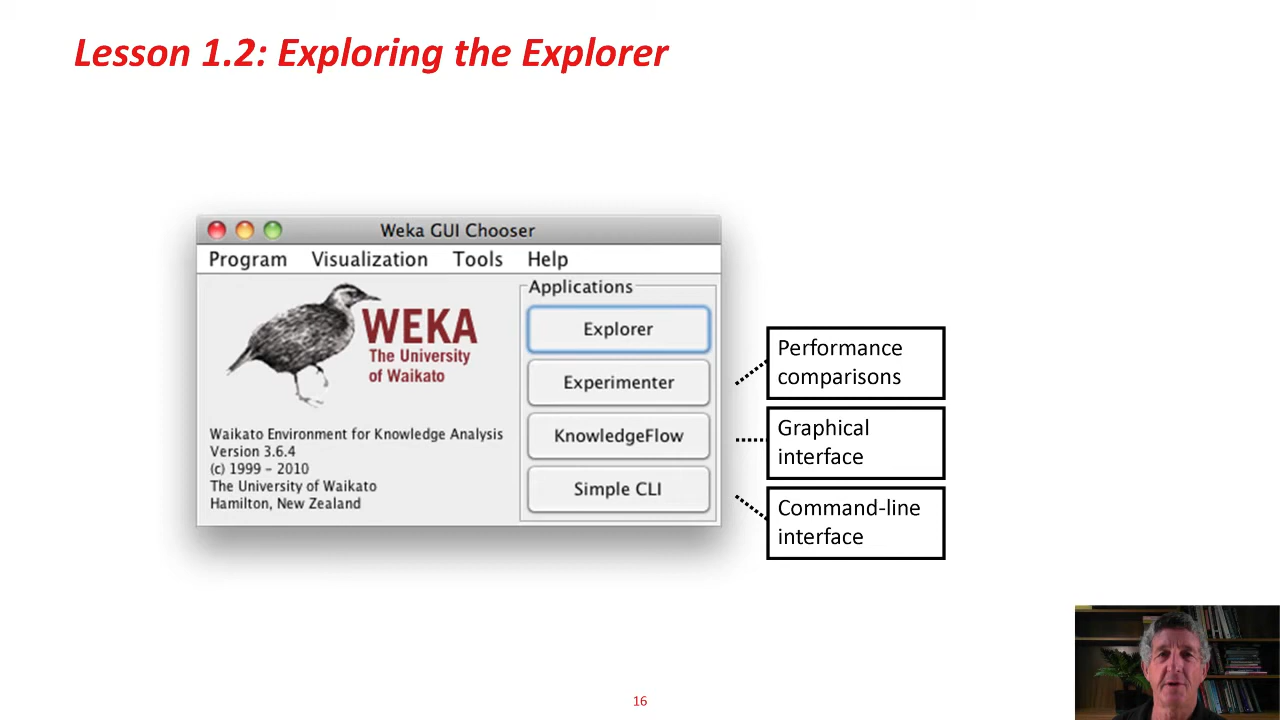 Lesson 1.2: Exploring the Explorer
Weka GUI Chooser
Program Visualization Tools Help
WEKA
The University
of Waikato
Waikato Environment for Knowledge Analysis
Version 3.6.4
(c) 1999 – 2010
The University of Waikato
Hamilton, New Zealand
Applications
Explorer
Experimenter
KnowledgeFlow
Simple CLI
Performance
comparisons
Graphical
interface
Command-line
interface
16